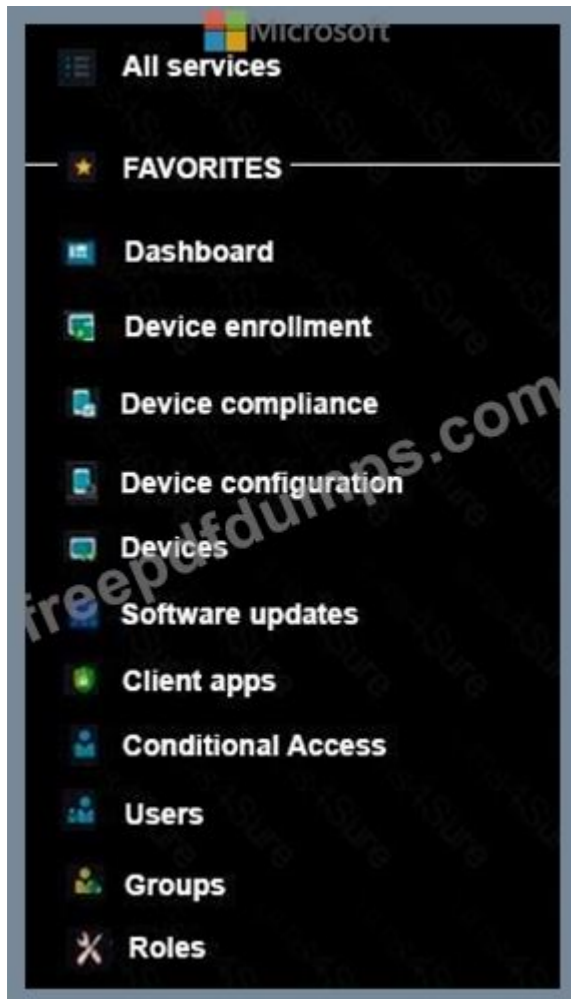 Microsoft
All services
FAVORITES
Dashboard
Device enrollment
Device compliance
Device configuration
Devices
Software updates
Client apps
Conditional Access
Users
Groups
Roles
freepdfdumps.com